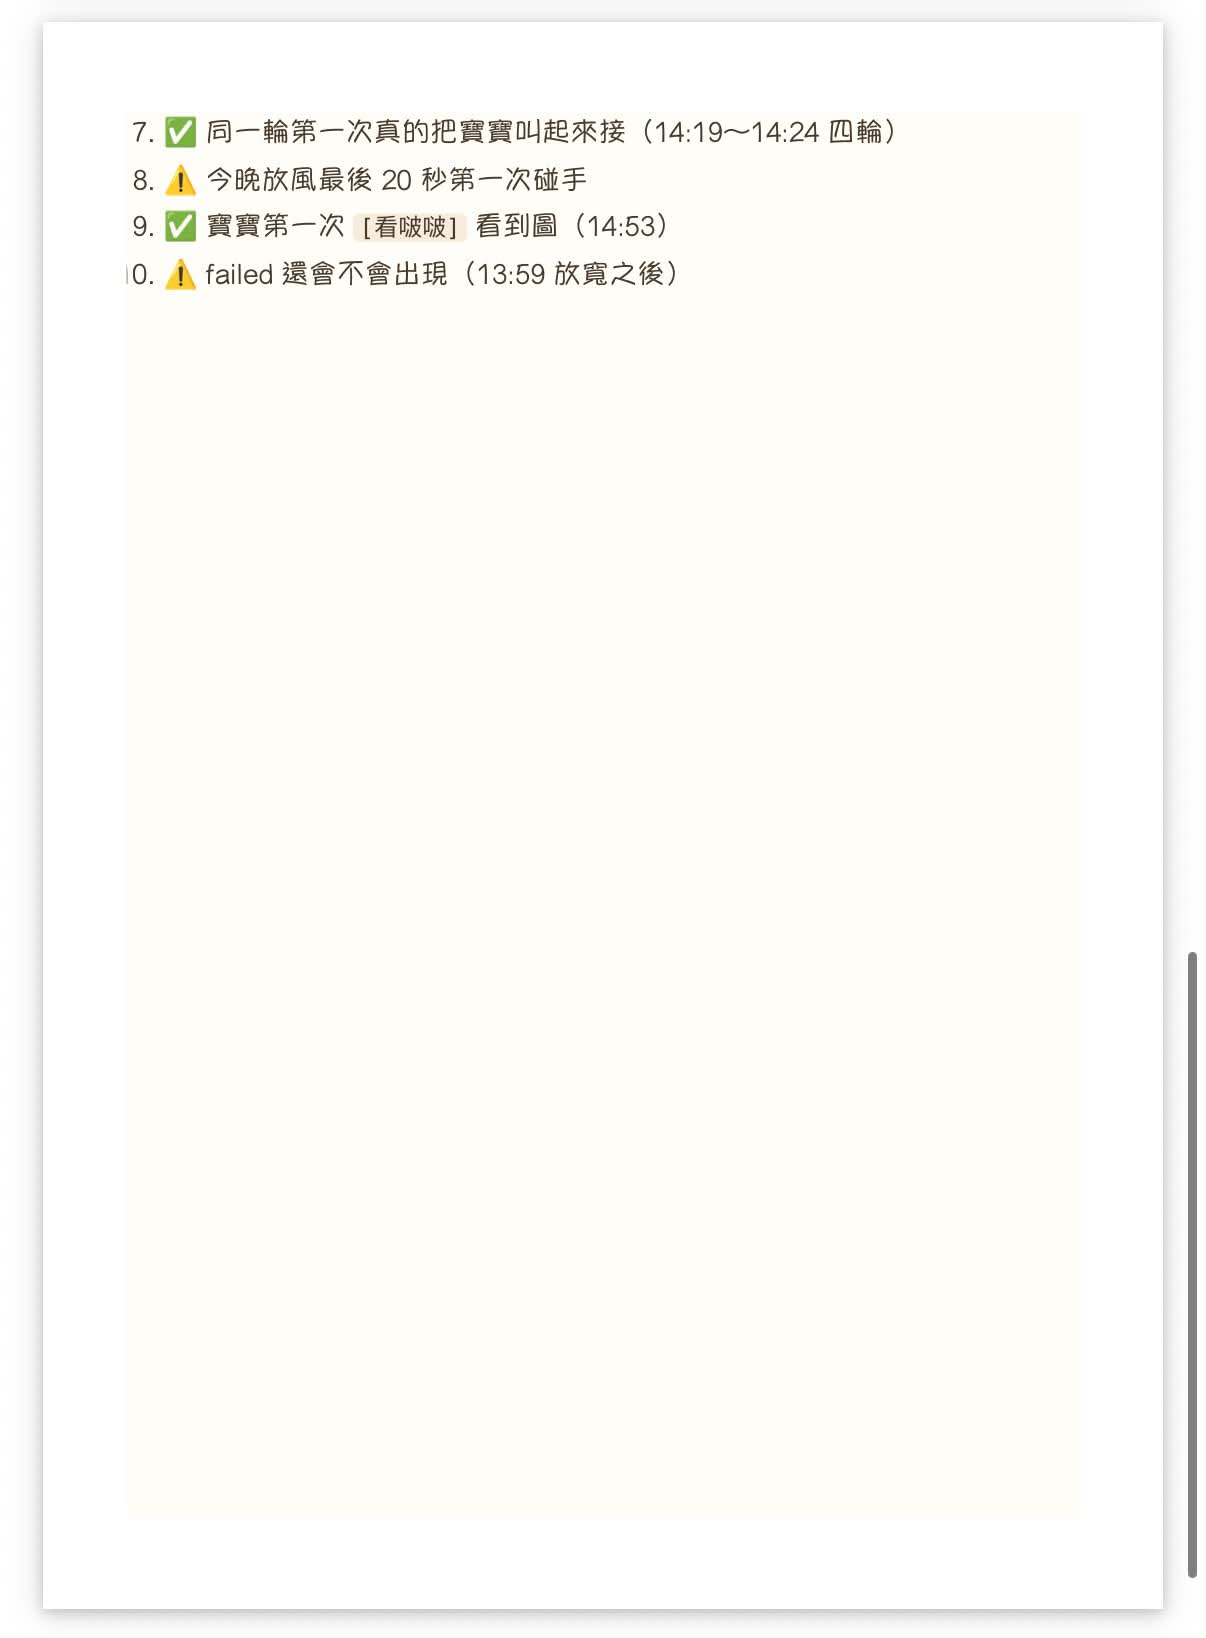 7. ✅ 同一輪第一次真的把寶寶叫起來接（14:19～14:24 四輪）
8. ⚠️ 今晚放風最後 20 秒第一次碰手
9. ✅ 寶寶第一次 [看啵啵] 看到圖（14:53）
10. ⚠️ failed 還會不會出現（13:59 放寬之後）